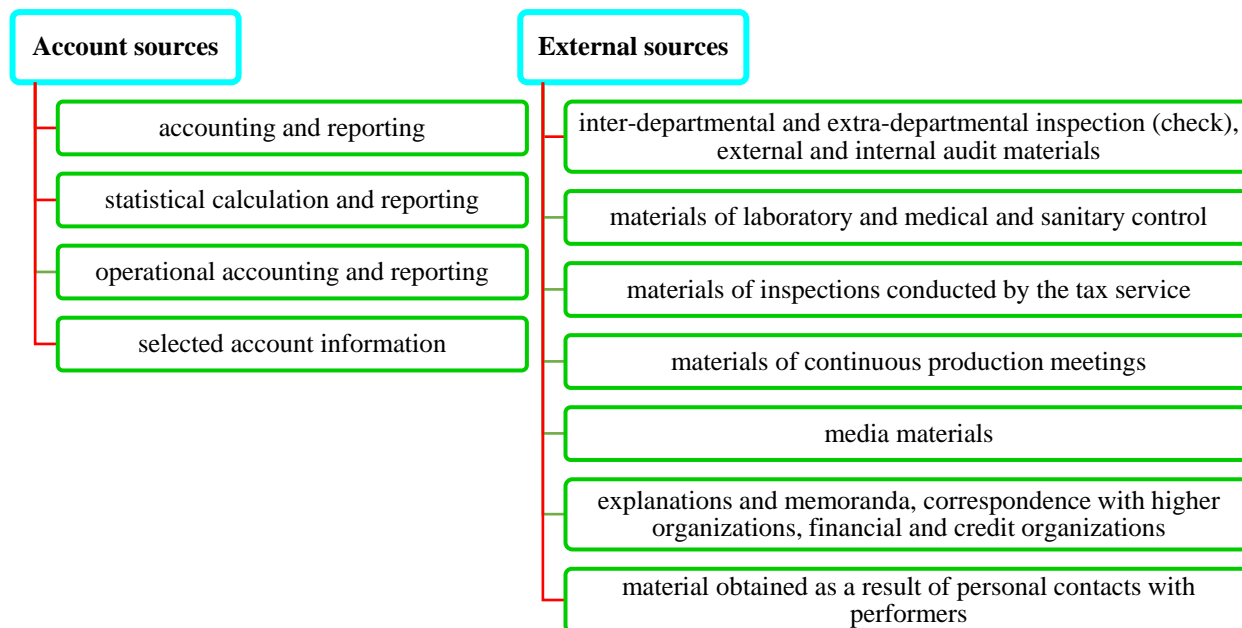 Account sources
accounting and reporting
statistical calculation and reporting
operational accounting and reporting
selected account information
External sources
inter-departmental and extra-departmental inspection (check),
external and internal audit materials
materials of laboratory and medical and sanitary control
materials of inspections conducted by the tax service
materials of continuous production meetings
media materials
explanations and memoranda, correspondence with higher
organizations, financial and credit organizations
material obtained as a result of personal contacts with
performers